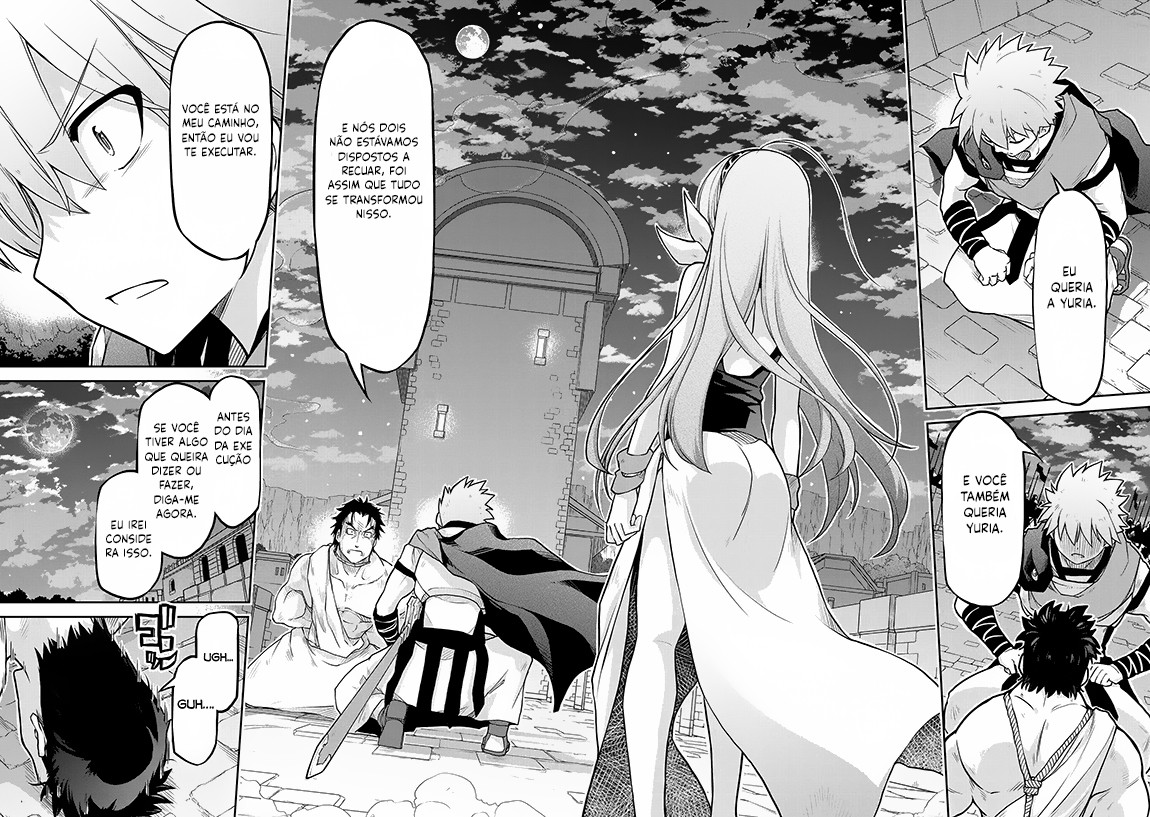 EU
QUERIA
A YURIA.
E VOCÊ
TAMBÉM
QUERIA
YURIA.
E NÓS DOIS
NÃO ESTÁVAMOS
DISPOSTOS A
RECUAR, FOI
ASSIM QUE TUDO
SE TRANSFORMOU
NISSO.
VOCÊ ESTÁ NO
MEU CAMINHO,
ENTÃO EU VOU
TE EXECUTAR.
ANTES
DO DIA
DA EXE
CUÇÃO
SE VOCÊ
TIVER ALGO
QUE QUEIRA
DIZER OU
FAZER,
DIGA-ME
AGORA.
EU IREI
CONSIDE
RA ISSO.
UGH...
GUH....